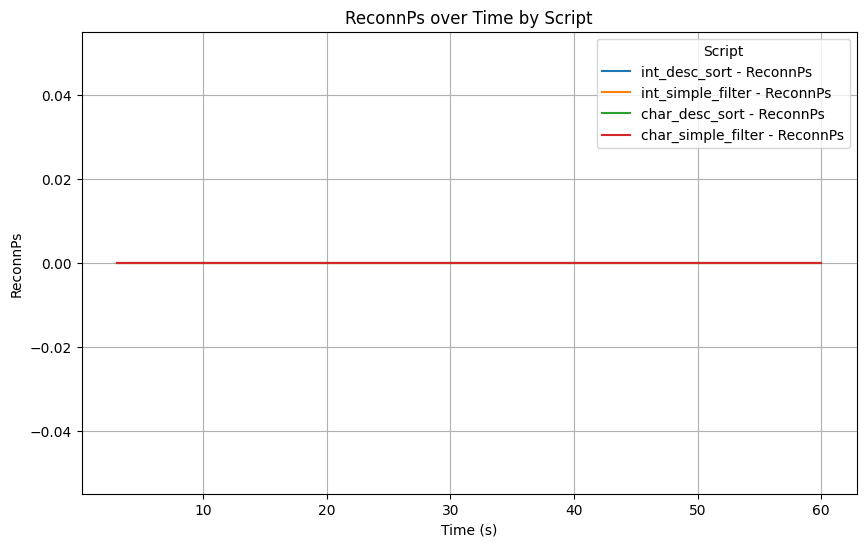 ReconnPs over Time by Script
Script
int_desc_sort - ReconnPs
int_simple_filter - ReconnPs
char_desc_sort - ReconnPs
char_simple_filter - ReconnPs
ReconnPs
0.04
0.02
0.00
−0.02
−0.04
10 20 30 40 50 60
Time (s)